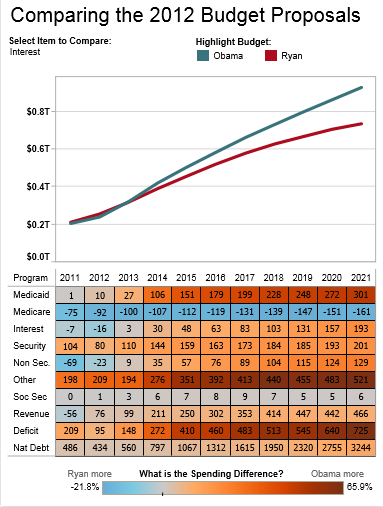 Comparing the 2012 Budget Proposals
Select Item to Compare:
Interest
Highlight Budget:
Obama
Ryan
$0.8T
$0.6T
$0.4T
$0.2T
$0.0T
Program 2011 2012 2013 2014 2015 2016 2017 2018 2019 2020 2021
Medicaid 1 10 27 106 151 179 199 228 248 272 301
Medicare -75 -92 -100 -107 -112 -119 -131 -139 -147 -151 -161
Interest -7 -16 3 30 48 63 83 103 131 157 193
Security 104 80 110 144 159 163 173 184 185 193 201
Non Sec. -69 -23 9 35 57 76 89 104 115 124 129
Other 198 209 194 276 351 392 413 440 455 483 521
Soc Sec 0 1 3 6 7 8 9 7 5 5 6
Revenue -56 76 99 211 250 302 353 414 447 442 466
Deficit 209 95 148 272 410 460 483 513 545 640 725
Nat Debt 486 434 560 797 1067 1312 1615 1950 2320 2755 3244
Ryan more What is the Spending Difference? Obama more
-21.8% 65.9%